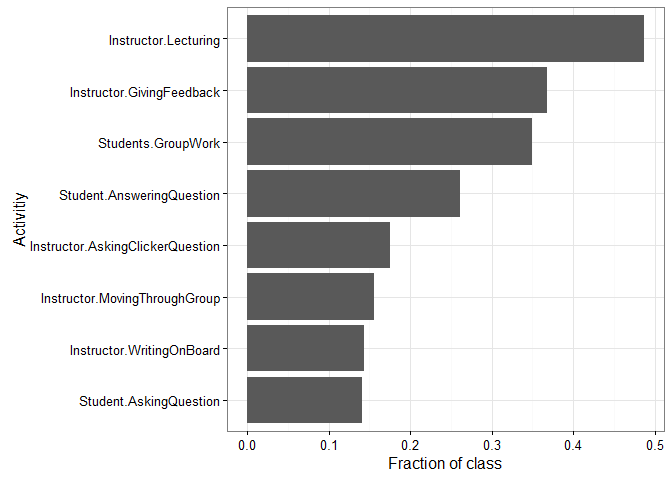 Instructor.Lecturing
Instructor.GivingFeedback
Students.GroupWork
Student.AnsweringQuestion
Instructor.AskingClickerQuestion
Instructor.MovingThroughGroup
Instructor.WritingOnBoard
Student.AskingQuestion
Activitiy
0.0 0.1 0.2 0.3 0.4 0.5
Fraction of class